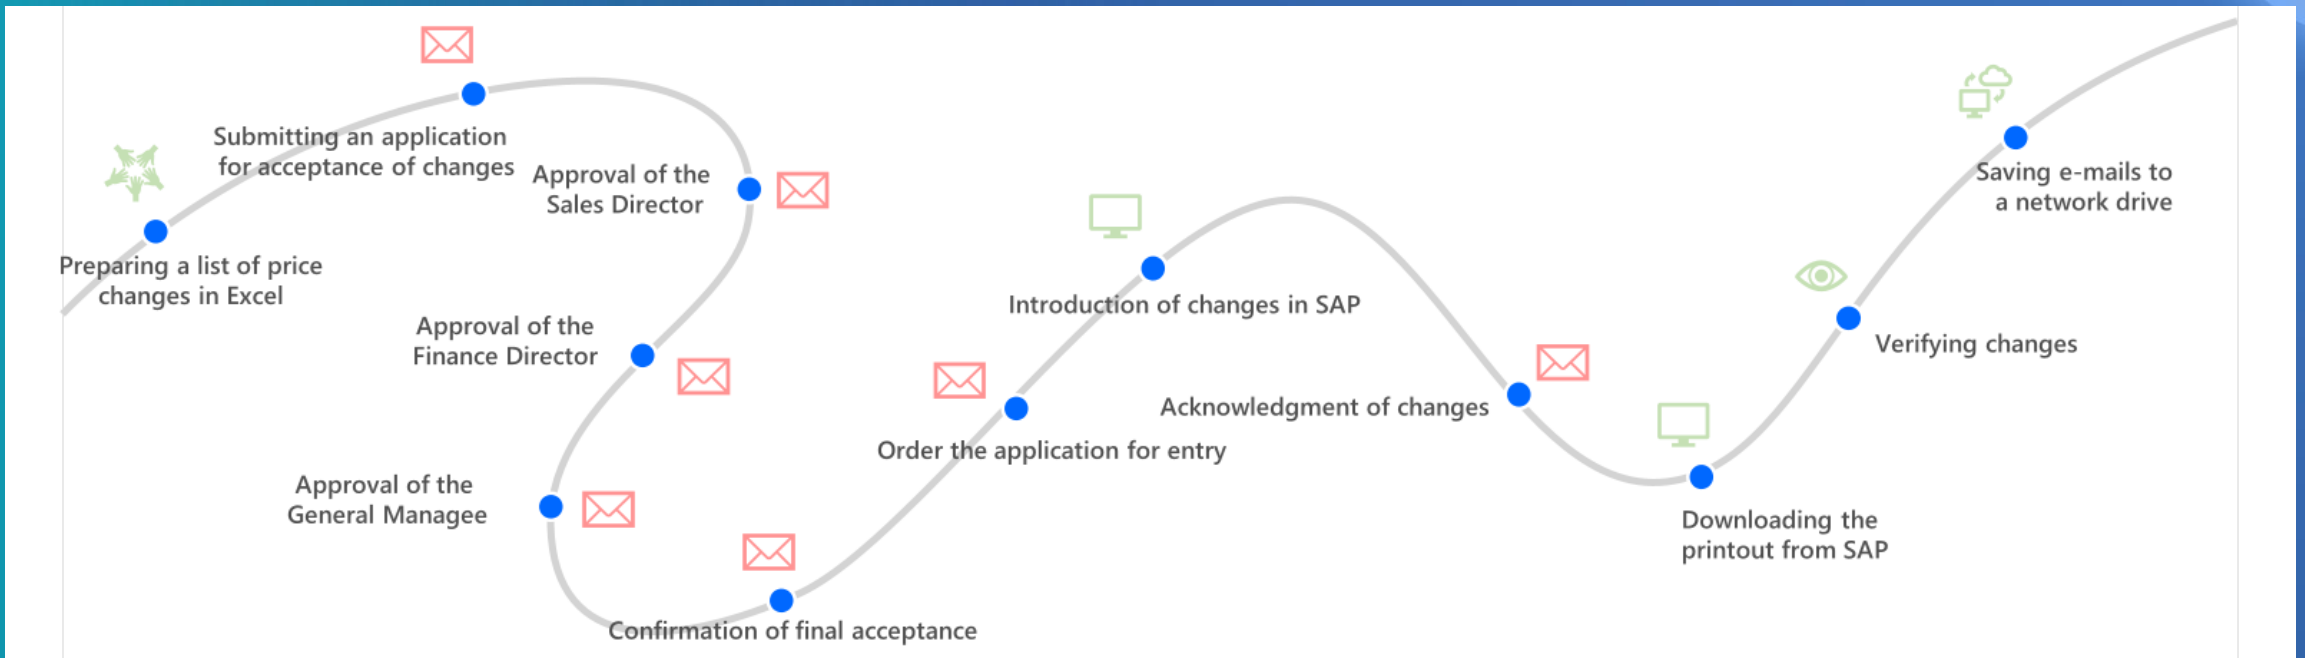 Preparing a list of price
changes in Excel
Submitting an application
for acceptance of changes
Approval of the
Sales Director
Approval of the
Finance Director
Approval of the
General Managee
Confirmation of final acceptance
Order the application for entry
Introduction of changes in SAP
Acknowledgment of changes
Downloading the
printout from SAP
Verifying changes
Saving e-mails to
a network drive